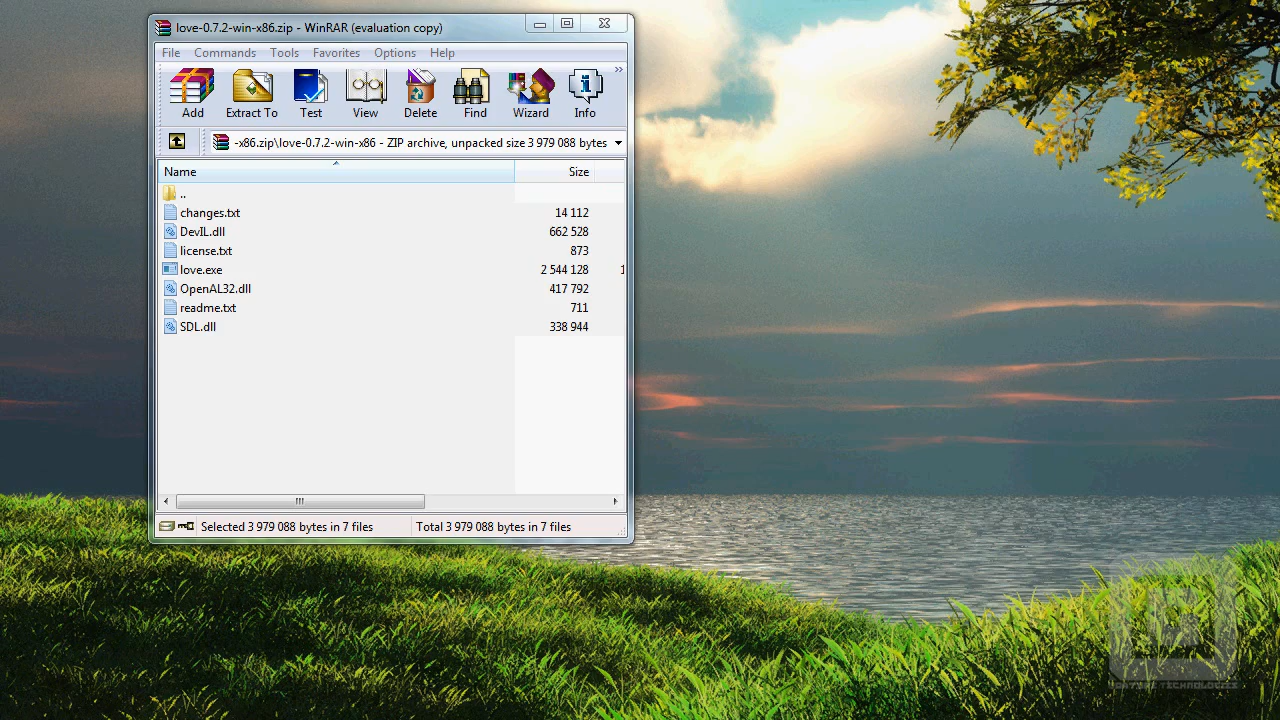 love-0.7.2-win-x86.zip - WinRAR (evaluation copy)
File Commands Tools Favorites Options Help
Add Extract To Test View Delete Find Wizard Info
-x86.zip\love-0.7.2-win-x86 - ZIP archive, unpacked size 3 979 088 bytes
Name Size
..
changes.txt 14 112
DevIL.dll 662 528
license.txt 873
love.exe 2 544 128 1
OpenAL32.dll 417 792
readme.txt 711
SDL.dll 338 944
Selected 3 979 088 bytes in 7 files Total 3 979 088 bytes in 7 files
TECHNOLOGIES